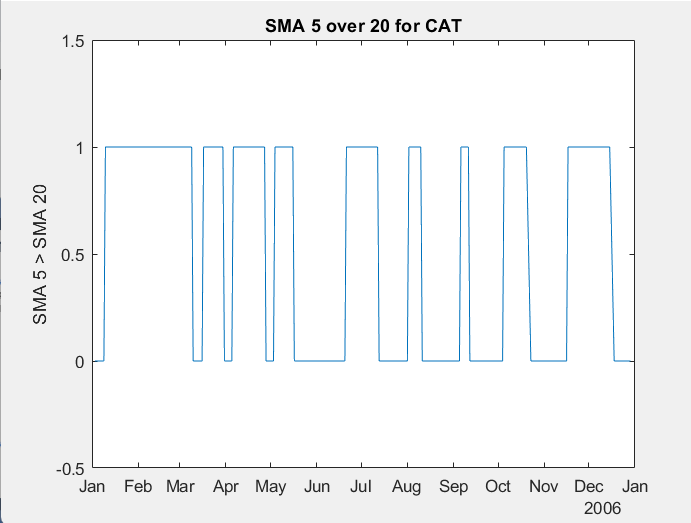 SMA 5 over 20 for CAT
SMA 5 > SMA 20
1.5
1
0.5
0
-0.5
Jan Feb Mar Apr May Jun Jul Aug Sep Oct Nov Dec Jan
2006